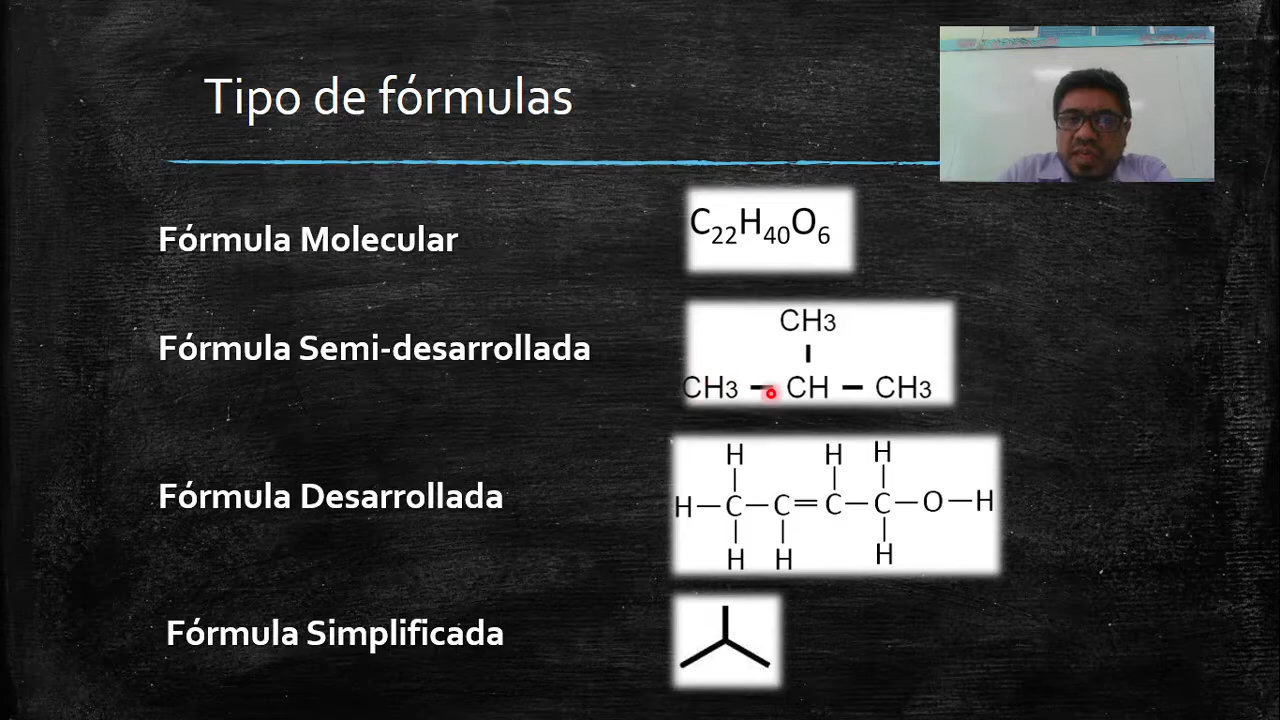 Tipo de fórmulas
Fórmula Molecular
C₂₂H₄₀O₆
Fórmula Semi-desarrollada
CH3
CH3 – CH – CH3
Fórmula Desarrollada
H H H
H–C–C=C–C–O–H
H H H
Fórmula Simplificada